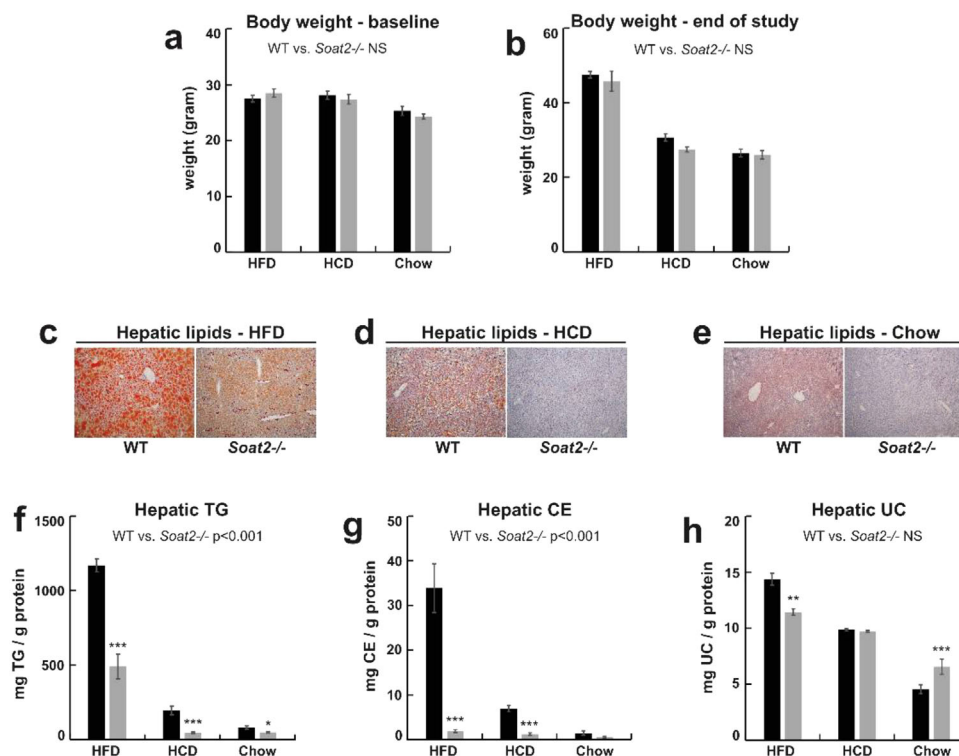 a
Body weight - baseline
WT vs. Soat2-/- NS
weight (gram)
40
30
20
10
0
HFD HCD Chow
b
Body weight - end of study
WT vs. Soat2-/- NS
weight (gram)
60
40
20
0
HFD HCD Chow
c
Hepatic lipids - HFD
WT Soat2-/-
d
Hepatic lipids - HCD
WT Soat2-/-
e
Hepatic lipids - Chow
WT Soat2-/-
f
Hepatic TG
WT vs. Soat2-/- p<0.001
mg TG / g protein
1500
1000
500
0
***
***
*
HFD HCD Chow
g
Hepatic CE
WT vs. Soat2-/- p<0.001
mg CE / g protein
50
40
30
20
10
0
***
***
HFD HCD Chow
h
Hepatic UC
WT vs. Soat2-/- NS
mg UC / g protein
20
15
10
5
0
**
***
HFD HCD Chow